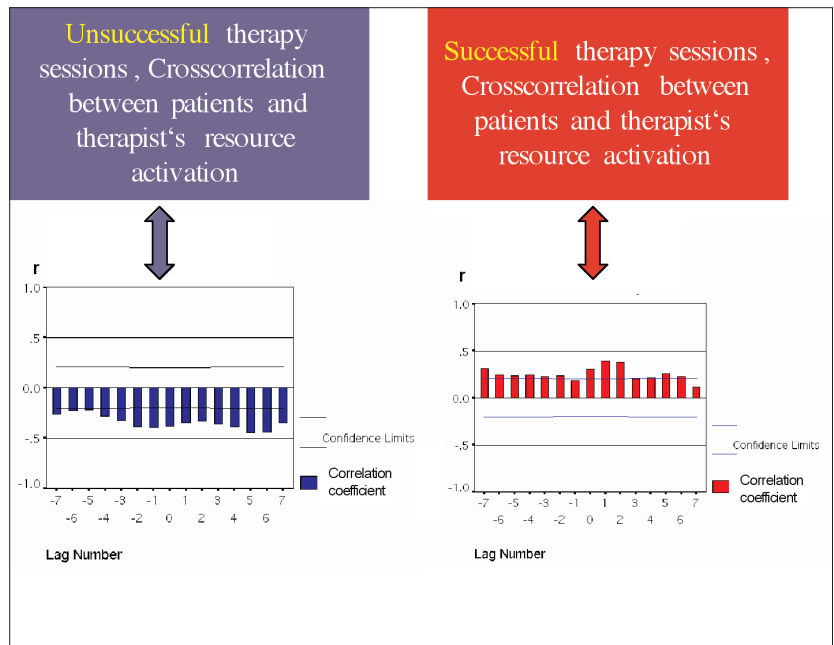 Unsuccessful therapy
sessions , Crosscorrelation
between patients and
therapist‘s resource
activation
Successful therapy sessions ,
Crosscorrelation between
patients and therapist‘s
resource activation
r
1.0
.5
0.0
-.5
-1.0
-7 -5 -3 -1 1 3 5 7
-6 -4 -2 0 2 4 6
Lag Number
Confidence Limits
Correlation
coefficient
r
1.0
.5
0.0
-.5
-1.0
-7 -5 -3 -1 1 3 5 7
-6 -4 -2 0 2 4 6
Lag Number
Confidence Limits
Correlation
coefficient